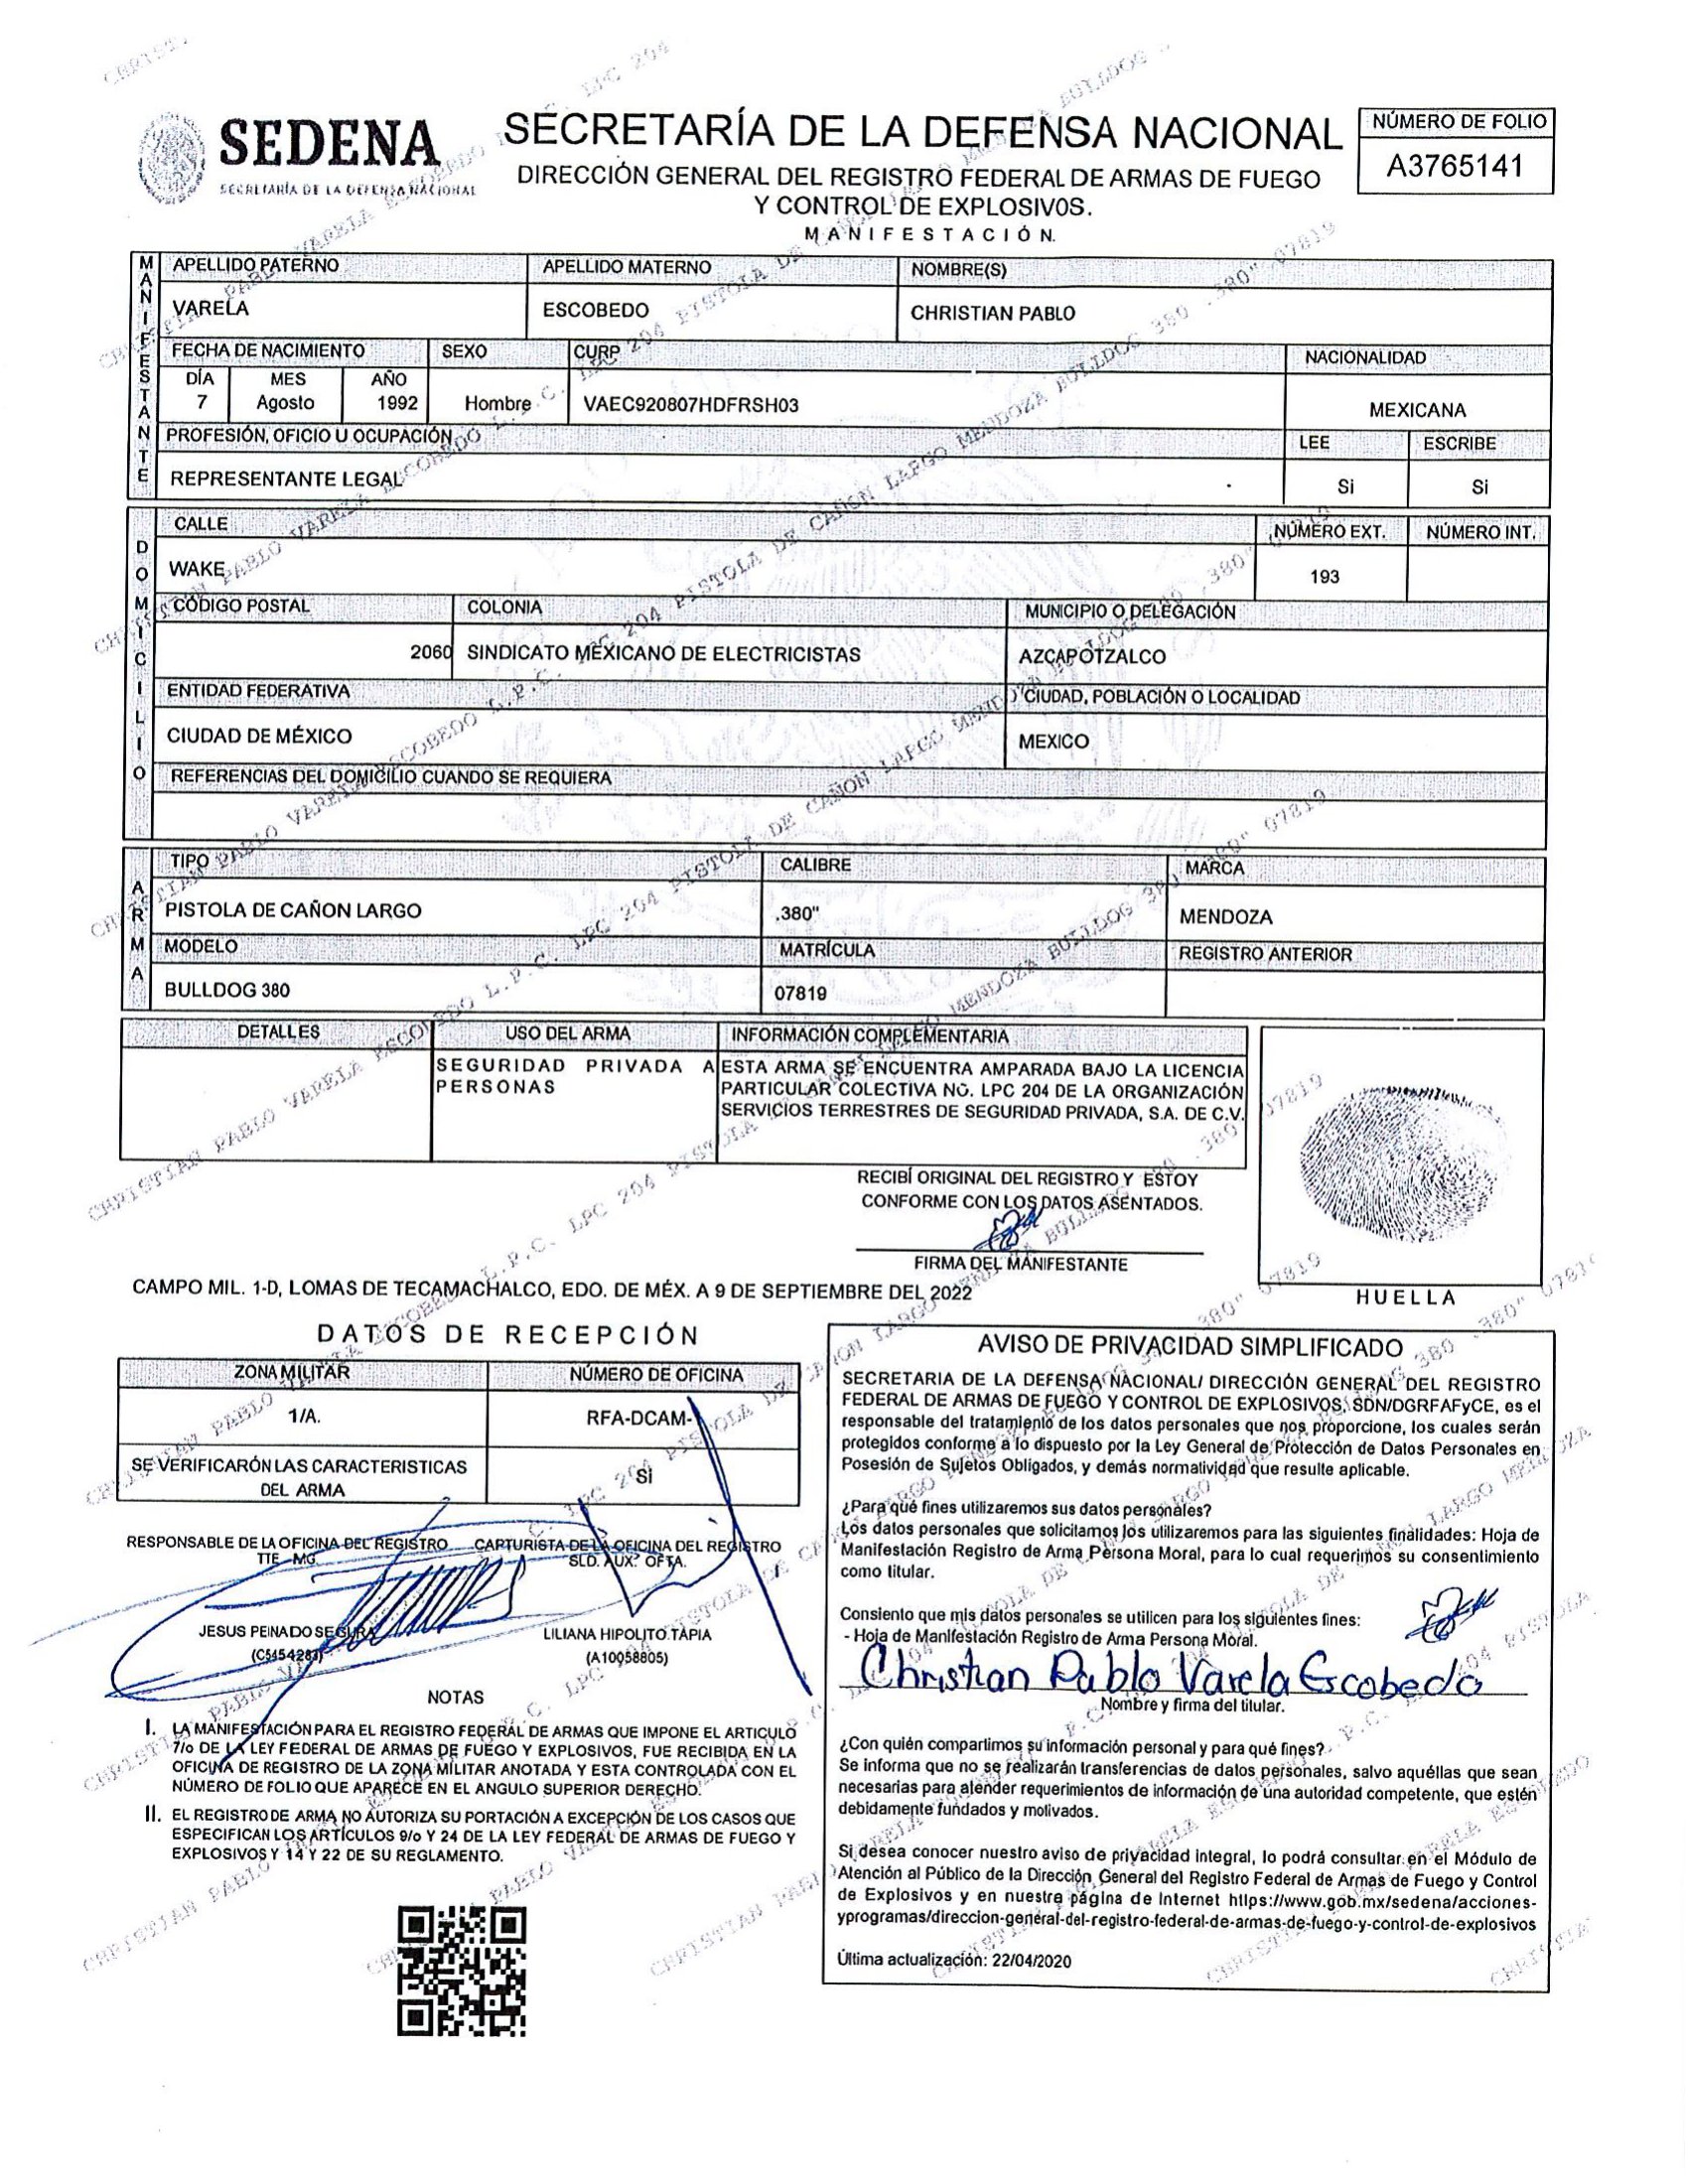 SEDENA
SECRETARÍA DE LA DEFENSA NACIONAL
SECRETARÍA DE LA DEFENSA NACIONAL
DIRECCIÓN GENERAL DEL REGISTRO FEDERAL DE ARMAS DE FUEGO
Y CONTROL DE EXPLOSIVOS.
MANIFESTACIÓN.
NÚMERO DE FOLIO
A3765141
MANIFESTANTE
APELLIDO PATERNO APELLIDO MATERNO NOMBRE(S)
VARELA ESCOBEDO CHRISTIAN PABLO
FECHA DE NACIMIENTO SEXO CURP NACIONALIDAD
DÍA MES AÑO
7 Agosto 1992 Hombre VAEC920807HDFRSH03 MEXICANA
PROFESIÓN, OFICIO U OCUPACIÓN LEE ESCRIBE
REPRESENTANTE LEGAL Si Si
DOMICILIO
CALLE NÚMERO EXT. NÚMERO INT.
WAKE 193
CÓDIGO POSTAL COLONIA MUNICIPIO O DELEGACIÓN
2060 SINDICATO MEXICANO DE ELECTRICISTAS AZCAPOTZALCO
ENTIDAD FEDERATIVA CIUDAD, POBLACIÓN O LOCALIDAD
CIUDAD DE MÉXICO MEXICO
REFERENCIAS DEL DOMICILIO CUANDO SE REQUIERA
ARMA
TIPO CALIBRE MARCA
PISTOLA DE CAÑON LARGO .380" MENDOZA
MODELO MATRÍCULA REGISTRO ANTERIOR
BULLDOG 380 07819
DETALLES USO DEL ARMA INFORMACIÓN COMPLEMENTARIA
SEGURIDAD PRIVADA A
PERSONAS
ESTA ARMA SE ENCUENTRA AMPARADA BAJO LA LICENCIA
PARTICULAR COLECTIVA NO. LPC 204 DE LA ORGANIZACIÓN
SERVICIOS TERRESTRES DE SEGURIDAD PRIVADA, S.A. DE C.V.
RECIBÍ ORIGINAL DEL REGISTRO Y ESTOY
CONFORME CON LOS DATOS ASENTADOS.
FIRMA DEL MANIFESTANTE
HUELLA
CAMPO MIL. 1-D, LOMAS DE TECAMACHALCO, EDO. DE MÉX. A 9 DE SEPTIEMBRE DEL 2022
DATOS DE RECEPCIÓN
ZONA MILITAR NÚMERO DE OFICINA
1/A. RFA-DCAM-
SE VERIFICARÓN LAS CARACTERISTICAS
DEL ARMA
SI
RESPONSABLE DE LA OFICINA DEL REGISTRO
TTE. MG.
JESUS PEINADO SEGURA
(C5454283)
CAPTURISTA DE LA OFICINA DEL REGISTRO
SLD. AUX. OFTA.
LILIANA HIPOLITO TAPIA
(A10058805)
NOTAS
I. LA MANIFESTACIÓN PARA EL REGISTRO FEDERAL DE ARMAS QUE IMPONE EL ARTICULO
7/o DE LA LEY FEDERAL DE ARMAS DE FUEGO Y EXPLOSIVOS, FUE RECIBIDA EN LA
OFICINA DE REGISTRO DE LA ZONA MILITAR ANOTADA Y ESTA CONTROLADA CON EL
NÚMERO DE FOLIO QUE APARECE EN EL ANGULO SUPERIOR DERECHO.
II. EL REGISTRO DE ARMA NO AUTORIZA SU PORTACIÓN A EXCEPCIÓN DE LOS CASOS QUE
ESPECIFICAN LOS ARTÍCULOS 9/o Y 24 DE LA LEY FEDERAL DE ARMAS DE FUEGO Y
EXPLOSIVOS Y 14 Y 22 DE SU REGLAMENTO.
AVISO DE PRIVACIDAD SIMPLIFICADO
SECRETARIA DE LA DEFENSA NACIONAL/ DIRECCIÓN GENERAL DEL REGISTRO
FEDERAL DE ARMAS DE FUEGO Y CONTROL DE EXPLOSIVOS, SDN/DGRFAFyCE, es el
responsable del tratamiento de los datos personales que nos proporcione, los cuales serán
protegidos conforme a lo dispuesto por la Ley General de Protección de Datos Personales en
Posesión de Sujetos Obligados, y demás normatividad que resulte aplicable.
¿Para qué fines utilizaremos sus datos personales?
Los datos personales que solicitamos los utilizaremos para las siguientes finalidades: Hoja de
Manifestación Registro de Arma Persona Moral, para lo cual requerimos su consentimiento
como titular.
Consiento que mis datos personales se utilicen para los siguientes fines:
- Hoja de Manifestación Registro de Arma Persona Moral.
Christian Pablo Varela Escobedo
Nombre y firma del titular.
¿Con quién compartimos su información personal y para qué fines?
Se informa que no se realizarán transferencias de datos personales, salvo aquéllas que sean
necesarias para atender requerimientos de información de una autoridad competente, que estén
debidamente fundados y motivados.
Si desea conocer nuestro aviso de privacidad integral, lo podrá consultar en el Módulo de
Atención al Público de la Dirección General del Registro Federal de Armas de Fuego y Control
de Explosivos y en nuestra página de Internet https://www.gob.mx/sedena/acciones-
yprogramas/direccion-general-del-registro-federal-de-armas-de-fuego-y-control-de-explosivos
Última actualización: 22/04/2020